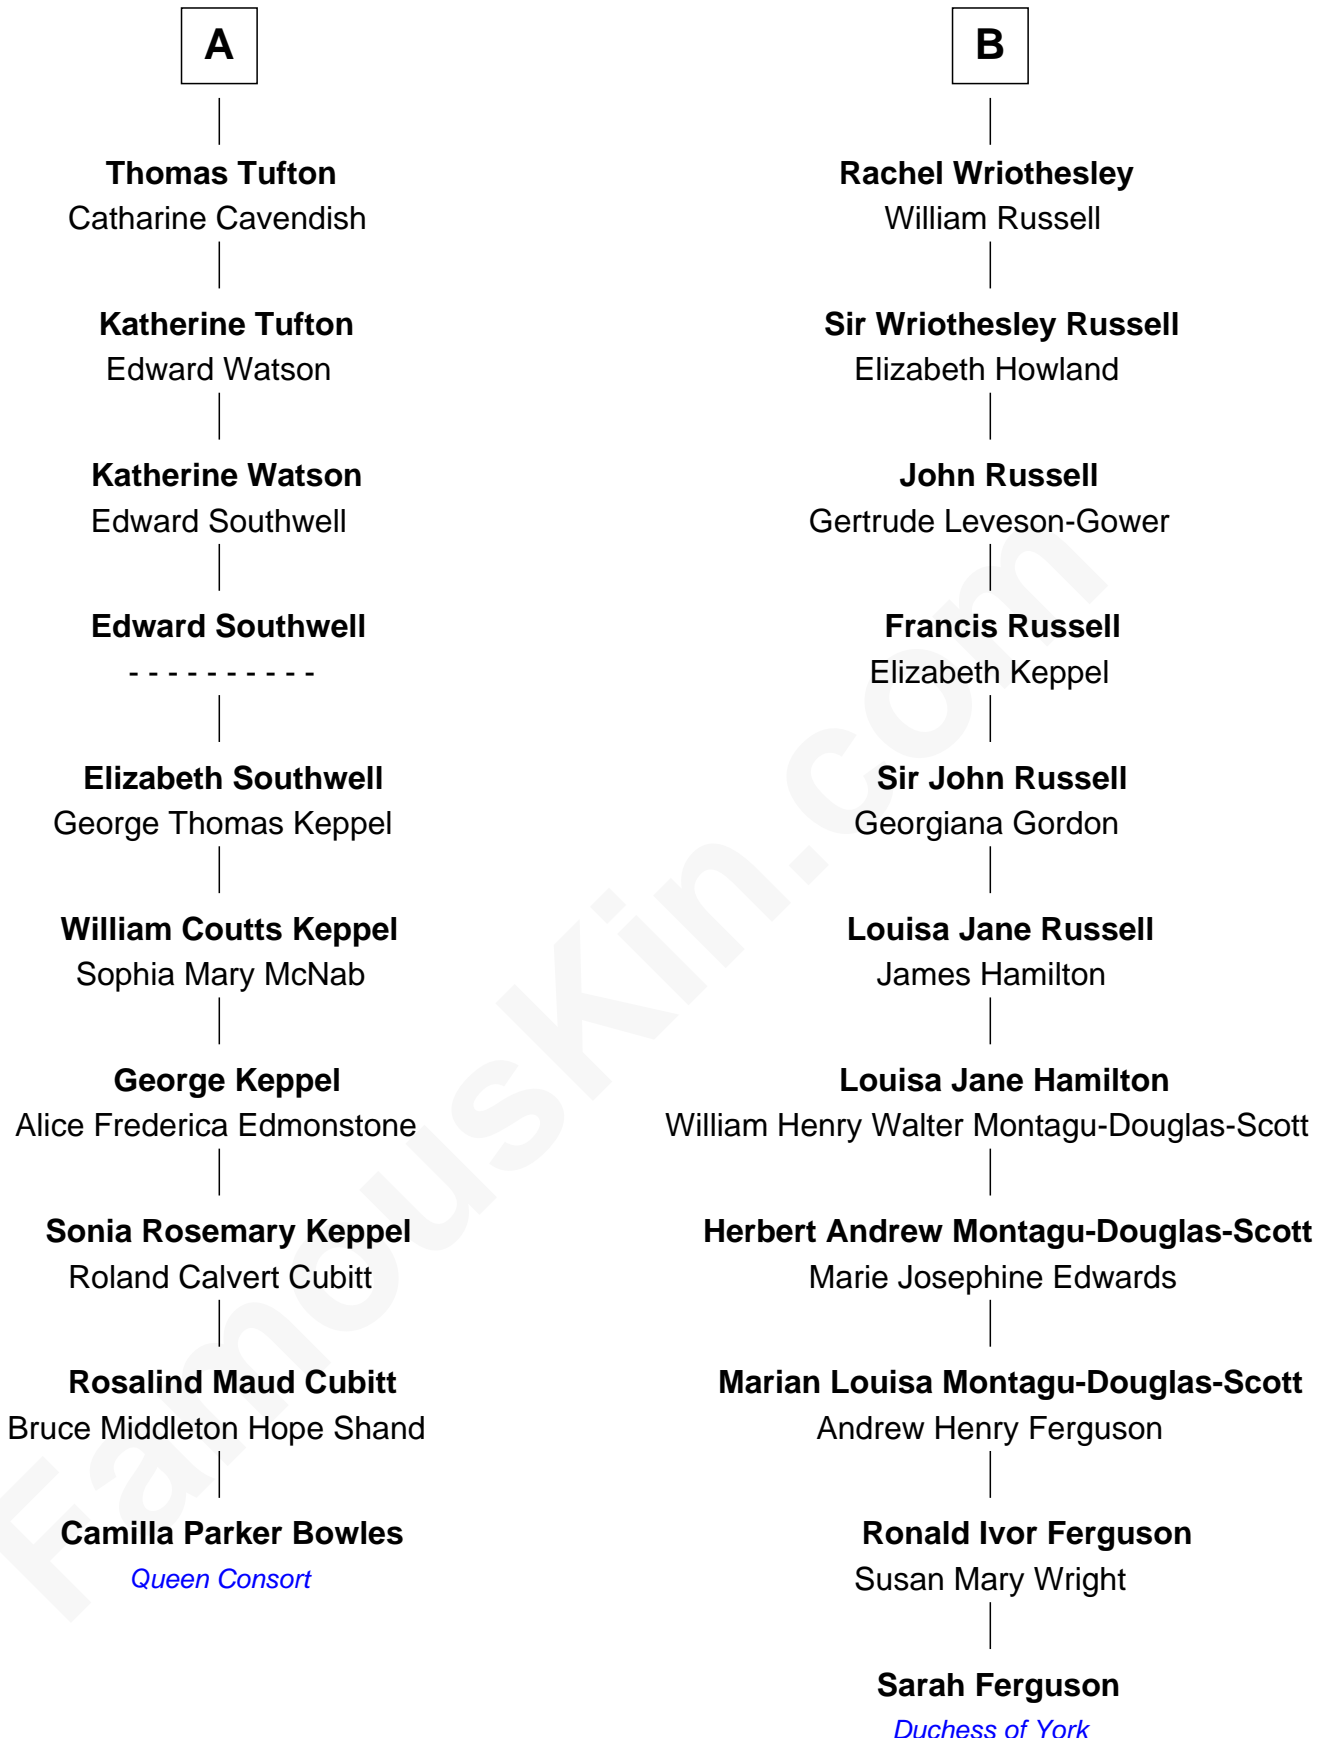 A
Thomas Tufton
Catharine Cavendish
Katherine Tufton
Edward Watson
Katherine Watson
Edward Southwell
Edward Southwell
- - - - - - - - - -
Elizabeth Southwell
George Thomas Keppel
William Coutts Keppel
Sophia Mary McNab
George Keppel
Alice Frederica Edmonstone
Sonia Rosemary Keppel
Roland Calvert Cubitt
Rosalind Maud Cubitt
Bruce Middleton Hope Shand
Camilla Parker Bowles
Queen Consort
B
Rachel Wriothesley
William Russell
Sir Wriothesley Russell
Elizabeth Howland
John Russell
Gertrude Leveson-Gower
Francis Russell
Elizabeth Keppel
Sir John Russell
Georgiana Gordon
Louisa Jane Russell
James Hamilton
Louisa Jane Hamilton
William Henry Walter Montagu-Douglas-Scott
Herbert Andrew Montagu-Douglas-Scott
Marie Josephine Edwards
Marian Louisa Montagu-Douglas-Scott
Andrew Henry Ferguson
Ronald Ivor Ferguson
Susan Mary Wright
Sarah Ferguson
Duchess of York
FamousKin.com